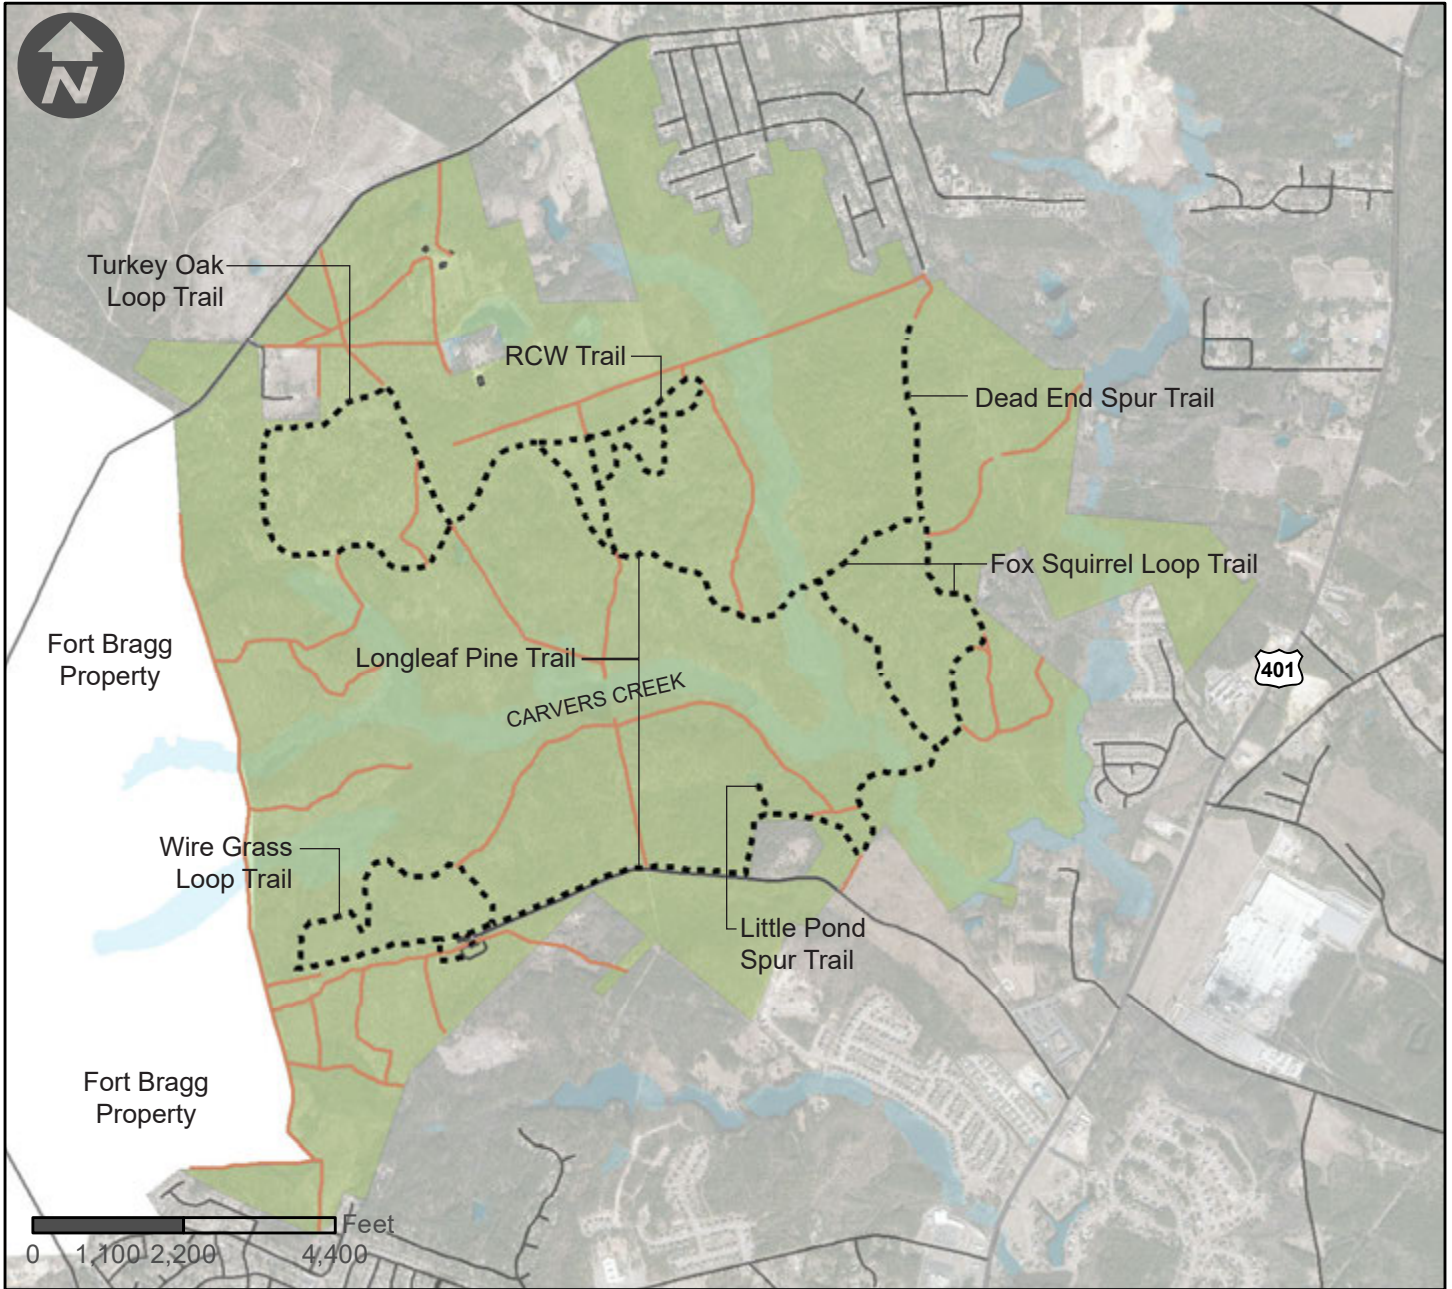 N
Turkey Oak
Loop Trail
RCW Trail
Dead End Spur Trail
Fox Squirrel Loop Trail
Fort Bragg
Property
Longleaf Pine Trail
401
CARVERS CREEK
Wire Grass
Loop Trail
Little Pond
Spur Trail
Fort Bragg
Property
Feet
0 1,100 2,200 4,400